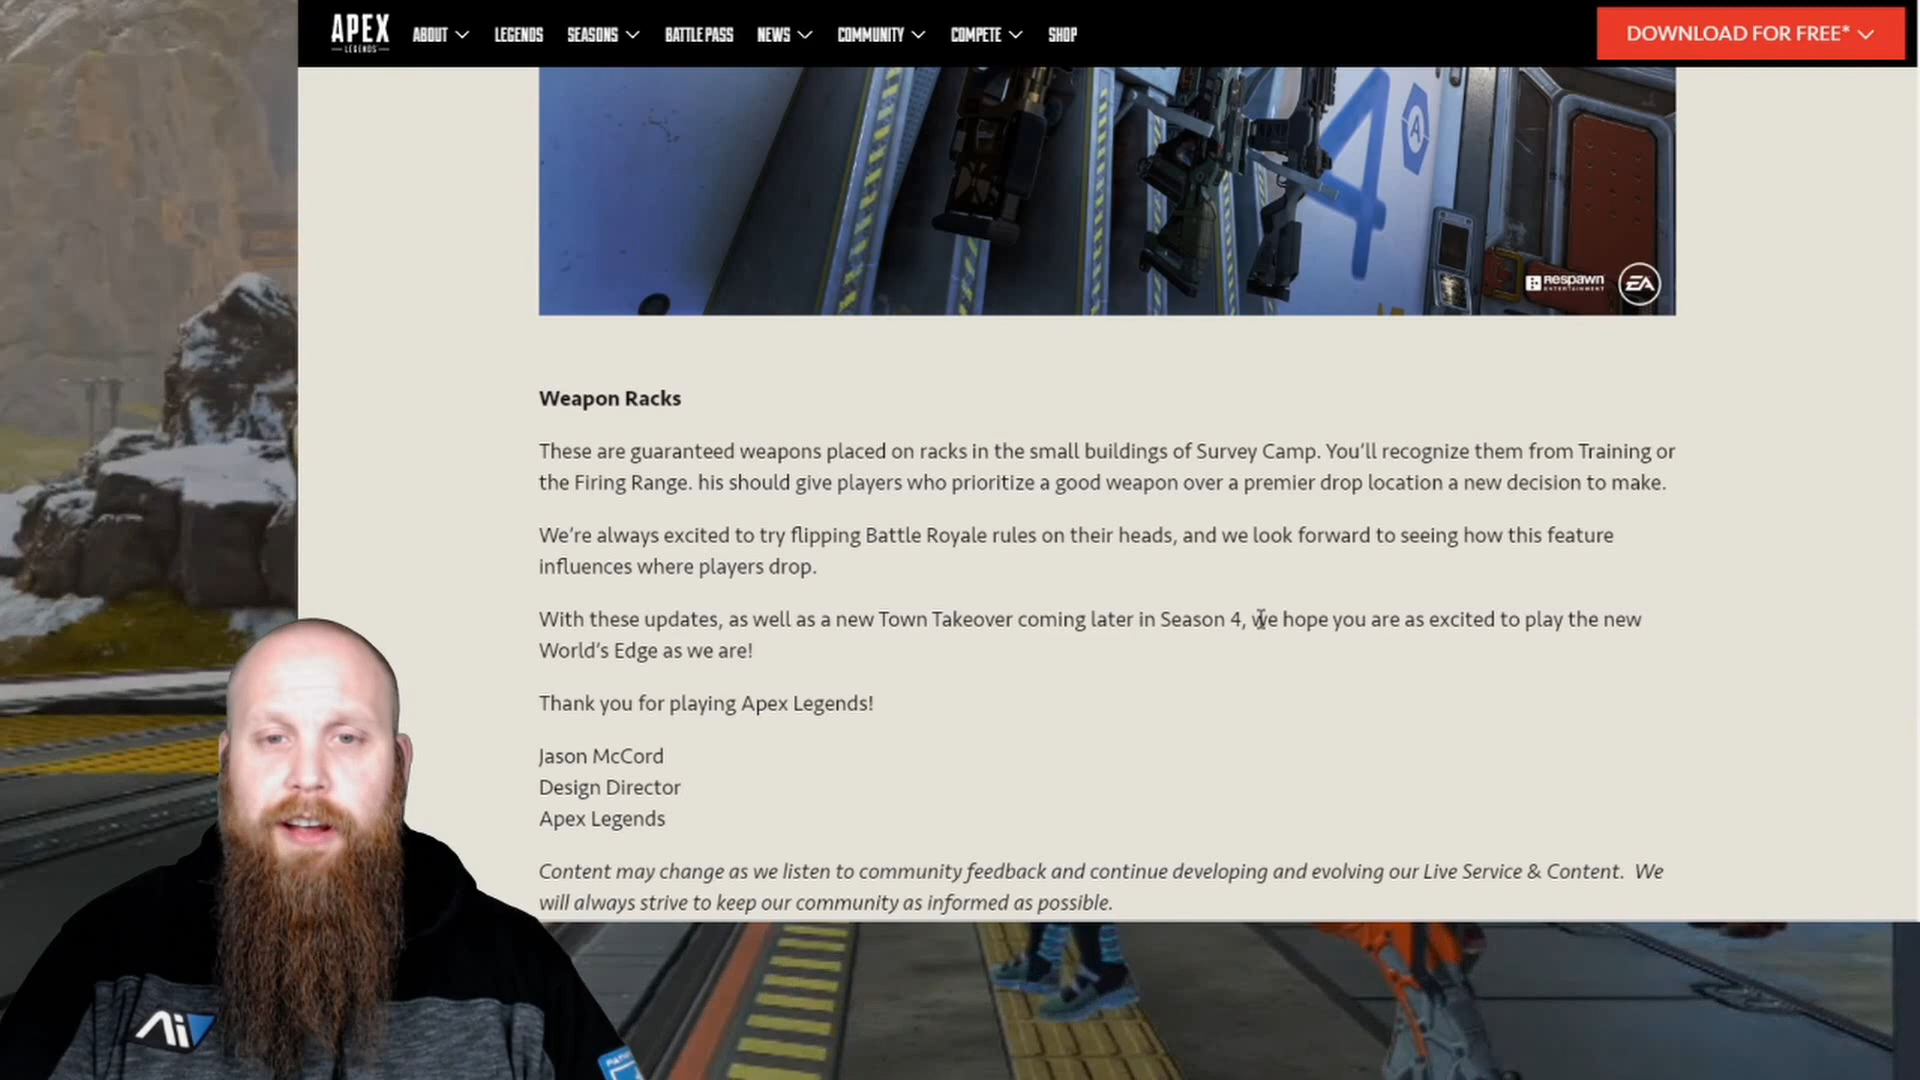 APEX
LEGENDS
ABOUT
LEGENDS
SEASONS
BATTLE PASS
NEWS
COMMUNITY
COMPETE
SHOP
DOWNLOAD FOR FREE*
4
A
Respawn
ENTERTAINMENT
EA
Weapon Racks
These are guaranteed weapons placed on racks in the small buildings of Survey Camp. You’ll recognize them from Training or
the Firing Range. his should give players who prioritize a good weapon over a premier drop location a new decision to make.
We’re always excited to try flipping Battle Royale rules on their heads, and we look forward to seeing how this feature
influences where players drop.
With these updates, as well as a new Town Takeover coming later in Season 4, we hope you are as excited to play the new
World’s Edge as we are!
Thank you for playing Apex Legends!
Jason McCord
Design Director
Apex Legends
Content may change as we listen to community feedback and continue developing and evolving our Live Service & Content. We
will always strive to keep our community as informed as possible.